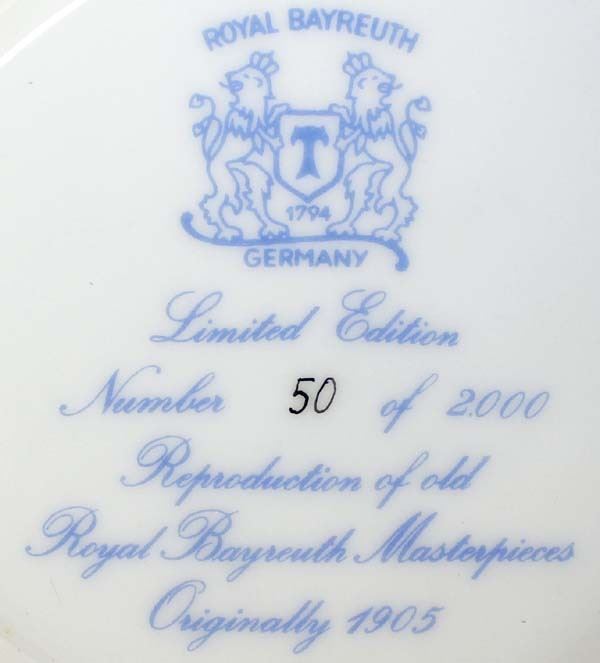 ROYAL BAYREUTH
T
1794
GERMANY
Limited Edition
Number 50 of 2.000
Reproduction of old
Royal Bayreuth Masterpieces
Originally 1905